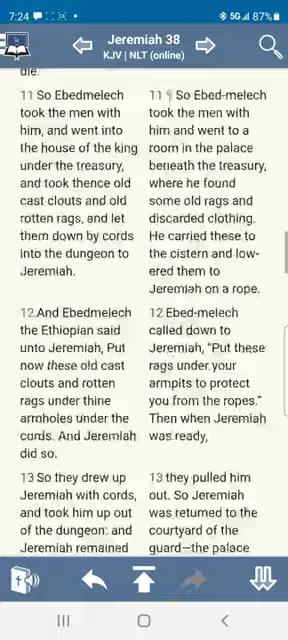 7:24
5G 87%
Jeremiah 38
KJV | NLT (online)
die.
11 So Ebedmelech
took the men with
him, and went into
the house of the king
under the treasury,
and took thence old
cast clouts and old
rotten rags, and let
them down by cords
into the dungeon to
Jeremiah.
12 And Ebedmelech
the Ethiopian said
unto Jeremiah, Put
now these old cast
clouts and rotten
rags under thine
armholes under the
cords. And Jeremiah
did so.
13 So they drew up
Jeremiah with cords,
and took him up out
of the dungeon: and
Jeremiah remained
11 ¶ So Ebed-melech
took the men with
him and went to a
room in the palace
beneath the treasury,
where he found
some old rags and
discarded clothing.
He carried these to
the cistern and low-
ered them to
Jeremiah on a rope.
12 Ebed-melech
called down to
Jeremiah, “Put these
rags under your
armpits to protect
you from the ropes.”
Then when Jeremiah
was ready,
13 they pulled him
out. So Jeremiah
was returned to the
courtyard of the
guard—the palace